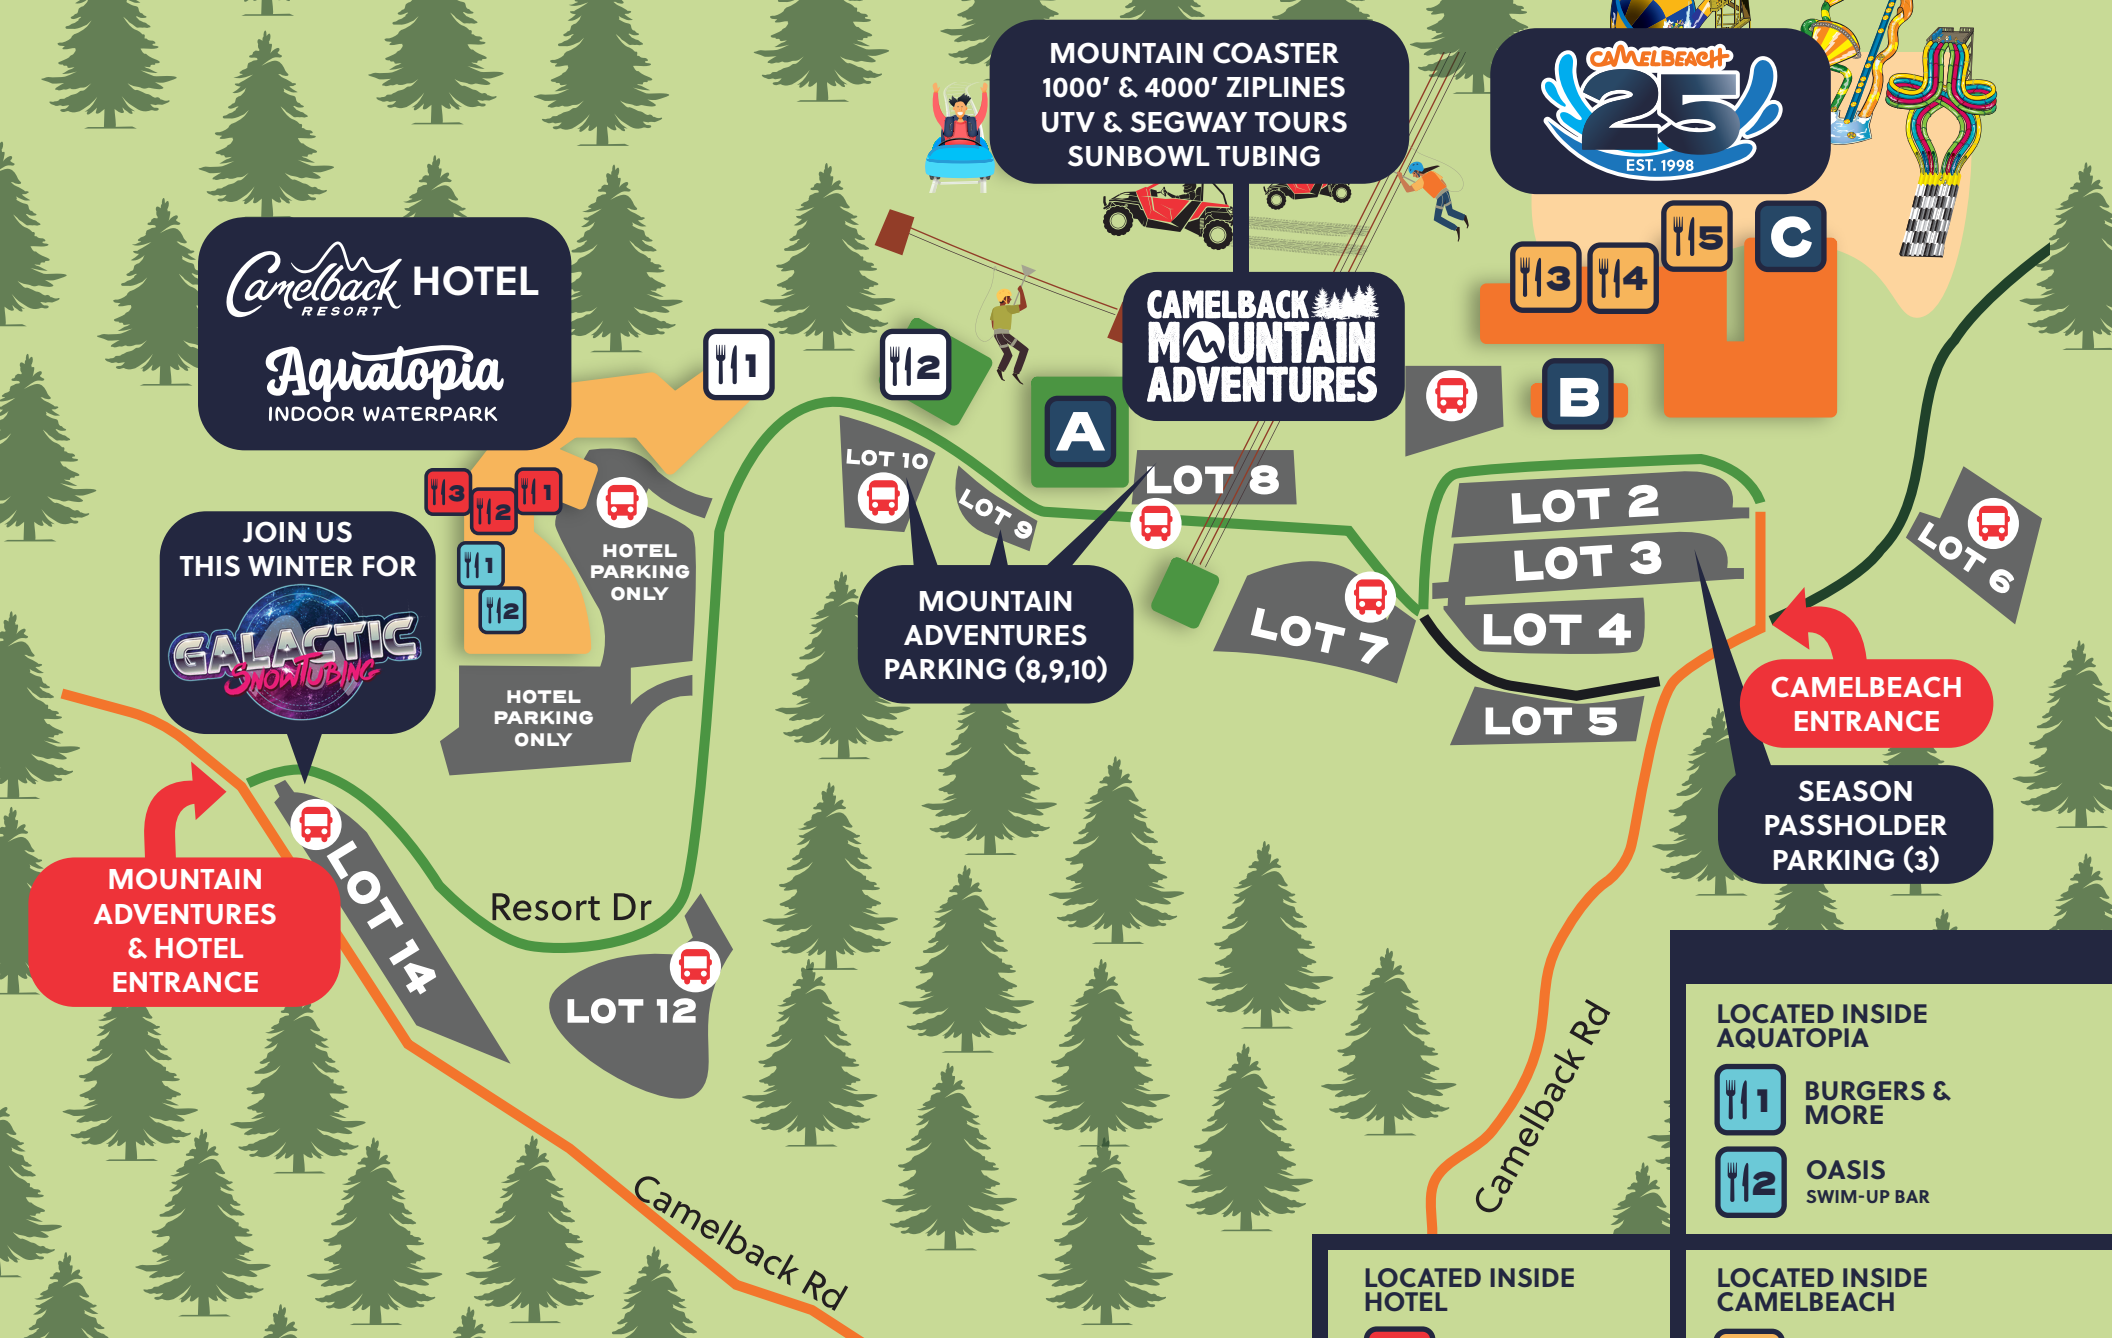 MOUNTAIN COASTER
1000' & 4000' ZIPLINES
UTV & SEGWAY TOURS
SUNBOWL TUBING
CAMELBEACH
25
EST. 1998
Camelback HOTEL
RESORT
Aquatopia
INDOOR WATERPARK
5
C
3
4
CAMELBACK
MOUNTAIN
ADVENTURES
1
2
A
B
LOT 10
LOT 9
LOT 8
LOT 2
LOT 3
LOT 4
LOT 5
LOT 6
LOT 7
3
2
1
1
2
HOTEL
PARKING
ONLY
HOTEL
PARKING
ONLY
JOIN US
THIS WINTER FOR
GALACTIC
SNOWTUBING
MOUNTAIN
ADVENTURES
PARKING (8,9,10)
CAMELBEACH
ENTRANCE
SEASON
PASSHOLDER
PARKING (3)
MOUNTAIN
ADVENTURES
& HOTEL
ENTRANCE
LOT 14
Resort Dr
LOT 12
Camelback Rd
Camelback Rd
LOCATED INSIDE
AQUATOPIA
1 BURGERS &
MORE
2 OASIS
SWIM-UP BAR
LOCATED INSIDE
HOTEL
LOCATED INSIDE
CAMELBEACH